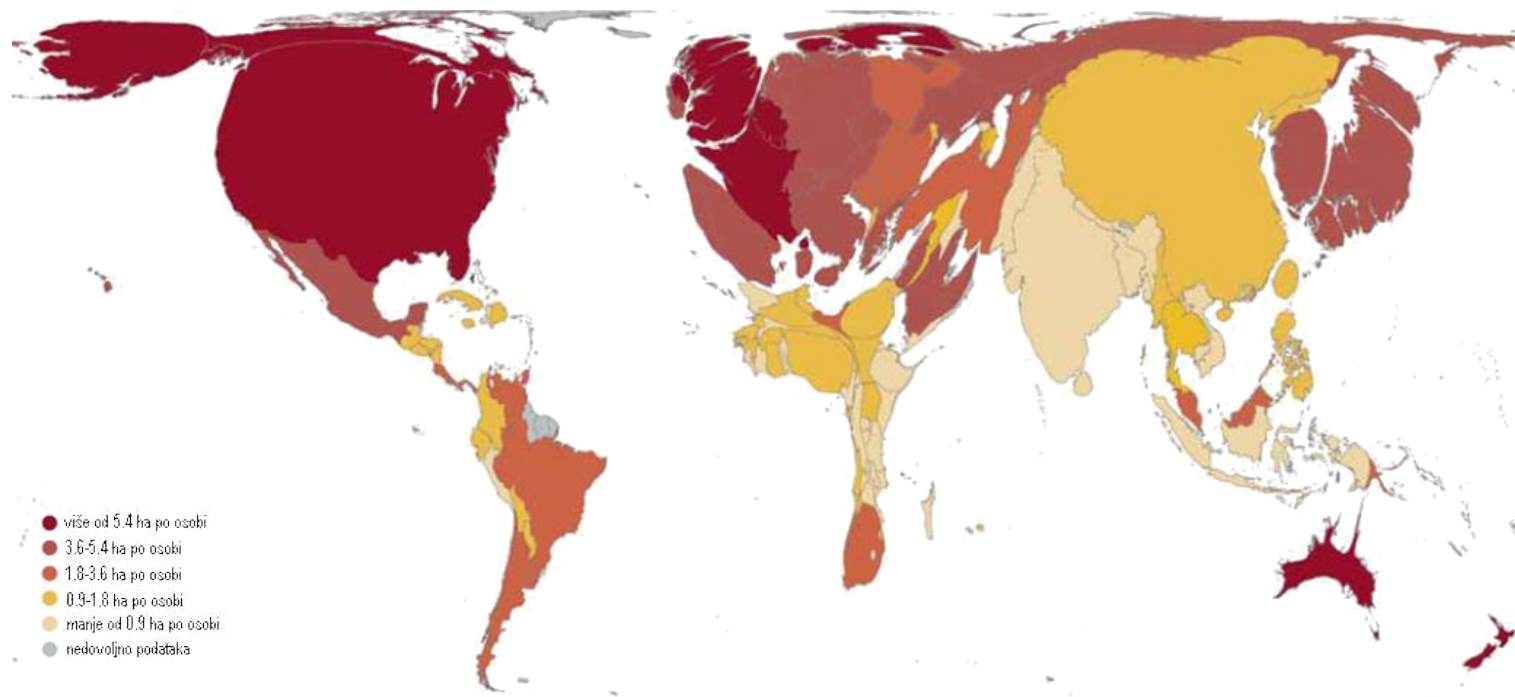 više od 5.4 ha po osobi
3.6-5.4 ha po osobi
1.8-3.6 ha po osobi
0.9-1.8 ha po osobi
manje od 0.9 ha po osobi
nedovoljno podataka